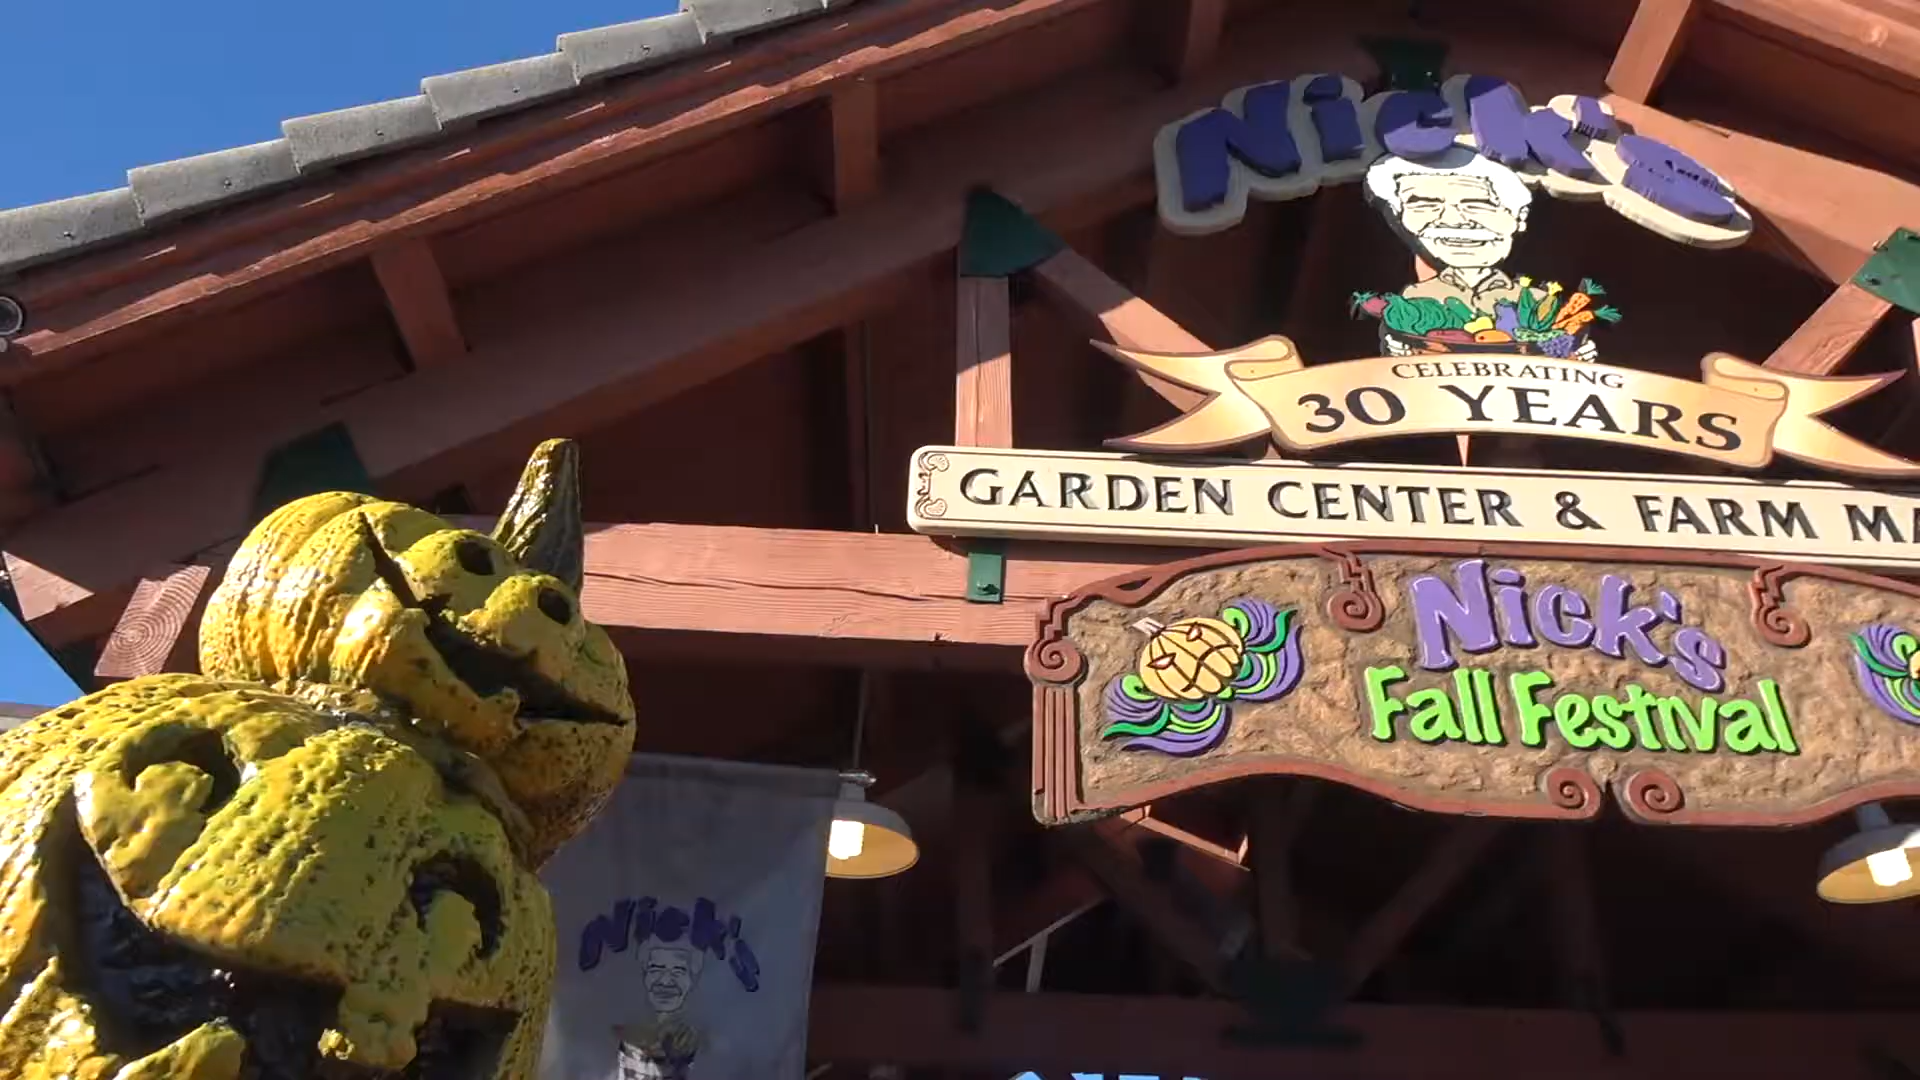 Nick's
CELEBRATING
30 YEARS
GARDEN CENTER & FARM MA
Nick's
Fall Festival
Nick's